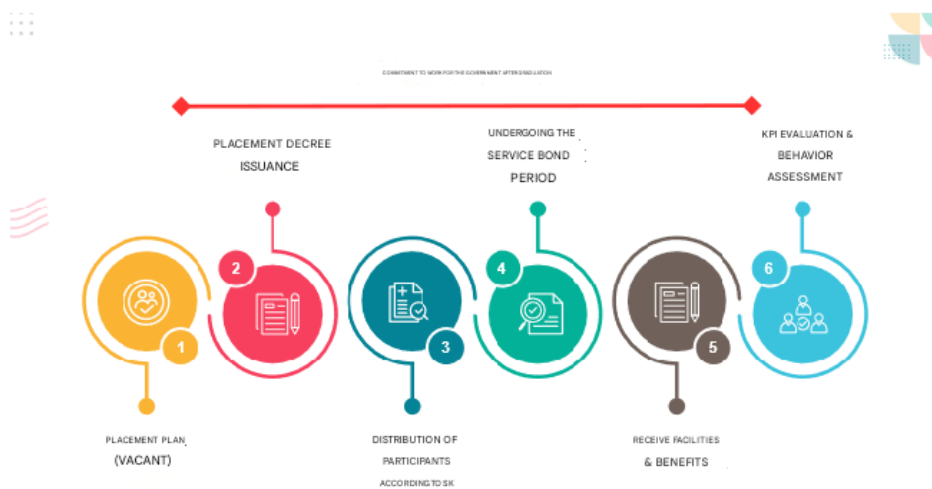 COMMITMENT TO WORK FOR THE GOVERNMENT AFTER GRADUATION
PLACEMENT DECREE
ISSUANCE
UNDERGOING THE
SERVICE BOND
PERIOD
KPI EVALUATION &
BEHAVIOR
ASSESSMENT
1
2
3
4
5
6
PLACEMENT PLAN
(VACANT)
DISTRIBUTION OF
PARTICIPANTS
ACCORDING TO SK
RECEIVE FACILITIES
& BENEFITS